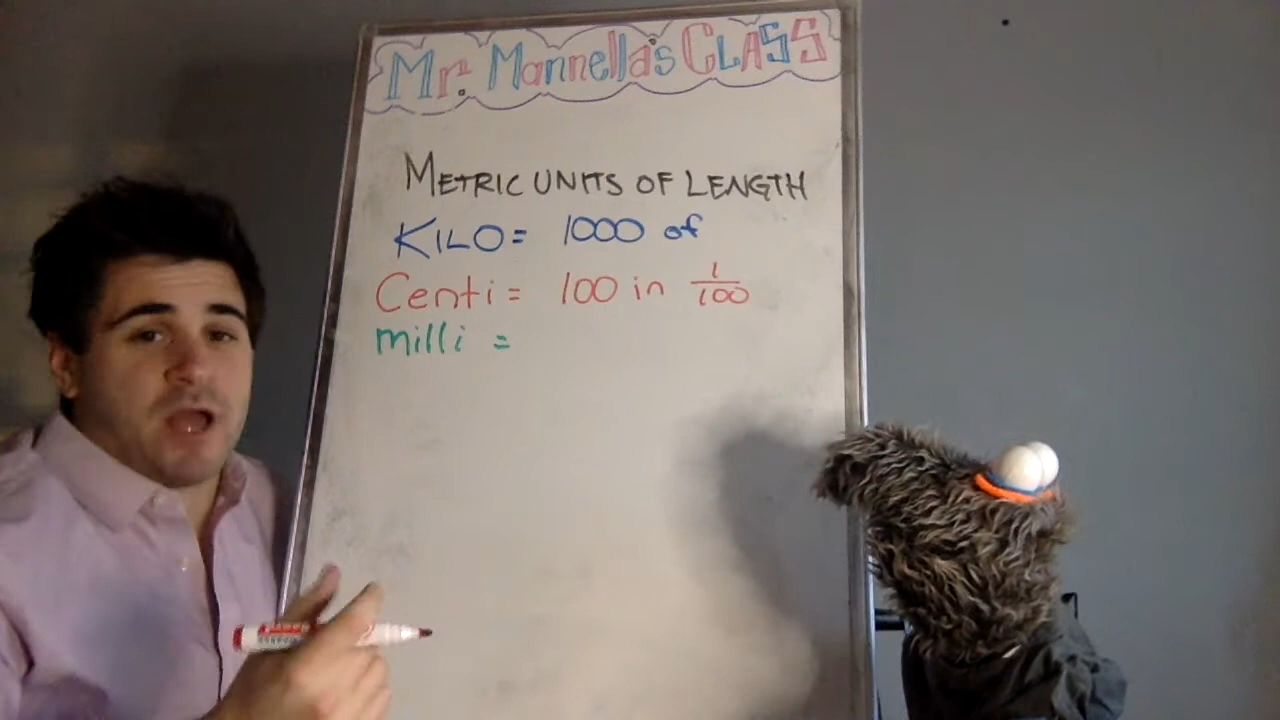 Mr. Mannella's CLASS
METRIC UNITS OF LENGTH
KILO = 1000 of
Centi = 100 in 1/100
milli =